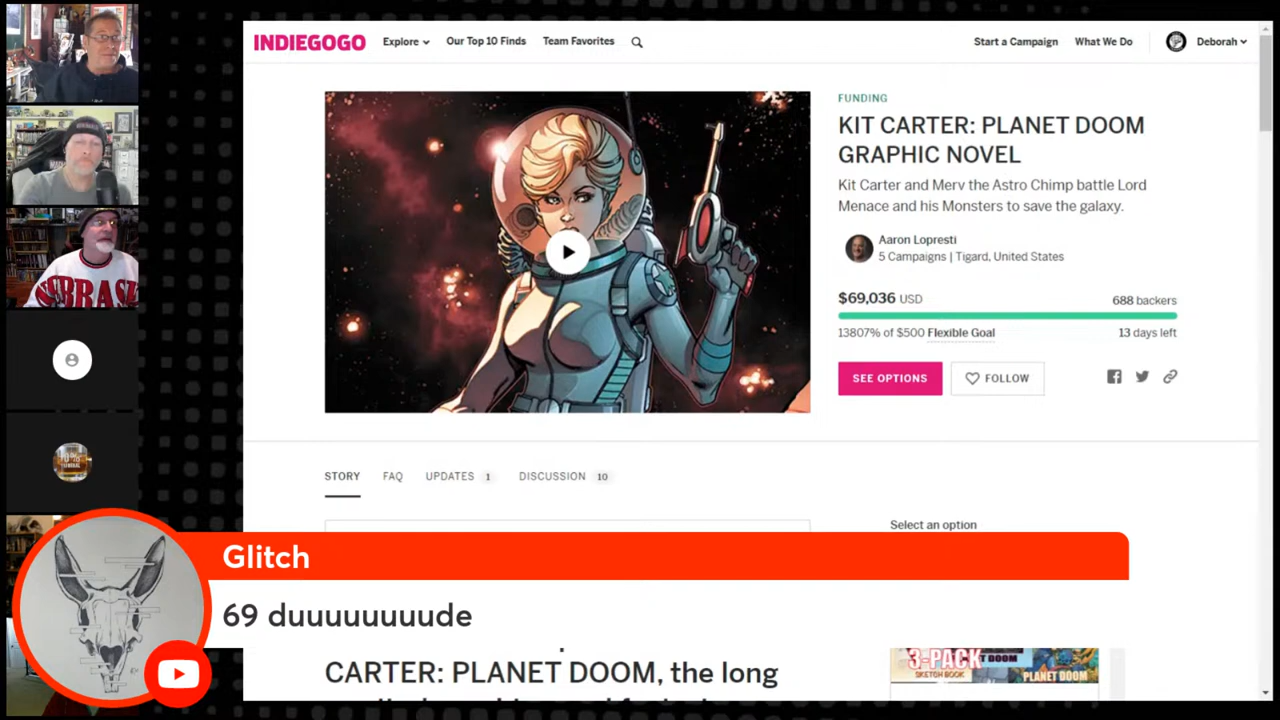 INDIEGOGO
Explore
Our Top 10 Finds
Team Favorites
Start a Campaign
What We Do
Deborah
FUNDING
KIT CARTER: PLANET DOOM
GRAPHIC NOVEL
Kit Carter and Merv the Astro Chimp battle Lord
Menace and his Monsters to save the galaxy.
Aaron Lopresti
5 Campaigns | Tigard, United States
$69,036 USD
688 backers
13807% of $500 Flexible Goal
13 days left
SEE OPTIONS
FOLLOW
STORY
FAQ
UPDATES 1
DISCUSSION 10
Select an option
Glitch
69 duuuuuuuude
CARTER: PLANET DOOM, the long
3-PACK
SKETCH BOOK
DOOM
PLANET DOOM